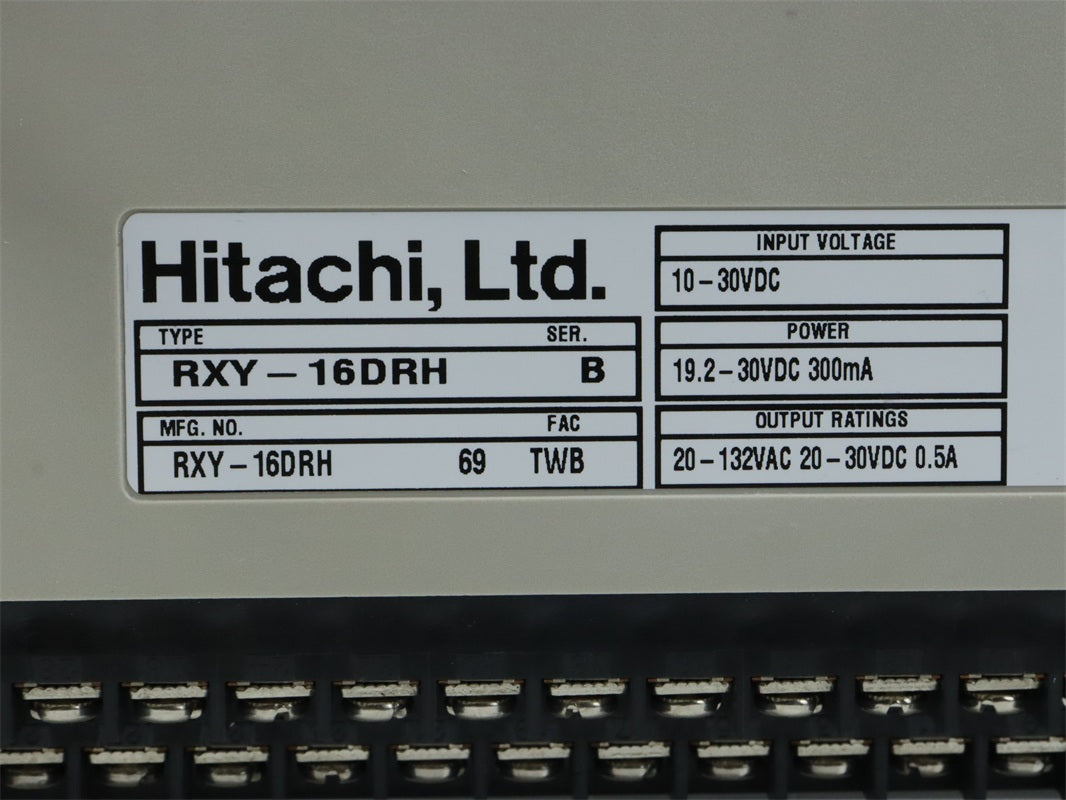 Hitachi, Ltd.
TYPE SER.
RXY-16DRH B
MFG. NO. FAC
RXY-16DRH 69 TWB
INPUT VOLTAGE
10-30VDC
POWER
19.2-30VDC 300mA
OUTPUT RATINGS
20-132VAC 20-30VDC 0.5A